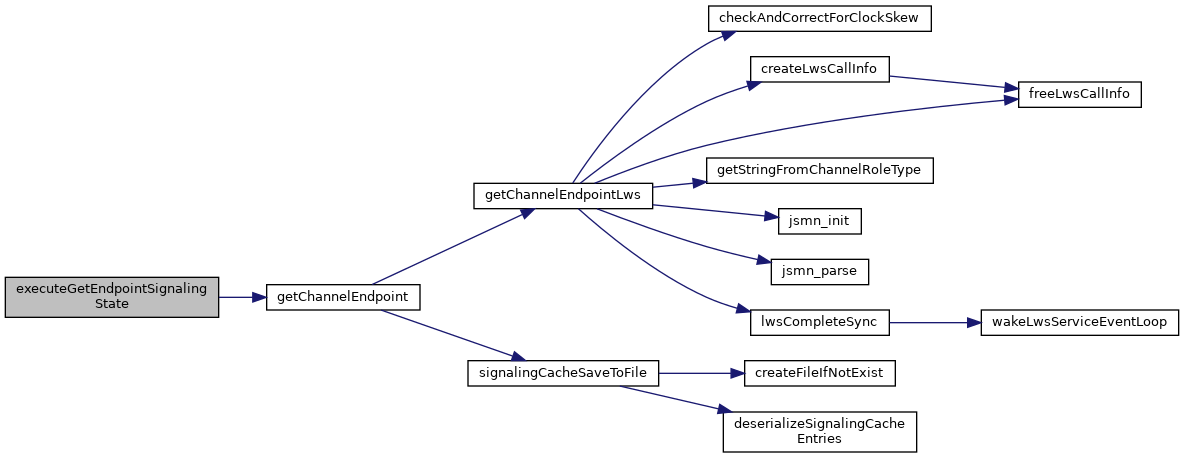 checkAndCorrectForClockSkew
createLwsCallInfo
freeLwsCallInfo
getStringFromChannelRoleType
getChannelEndpointLws
jsmn_init
jsmn_parse
executeGetEndpointSignaling
State
getChannelEndpoint
lwsCompleteSync
wakeLwsServiceEventLoop
signalingCacheSaveToFile
createFileIfNotExist
deserializeSignalingCache
Entries